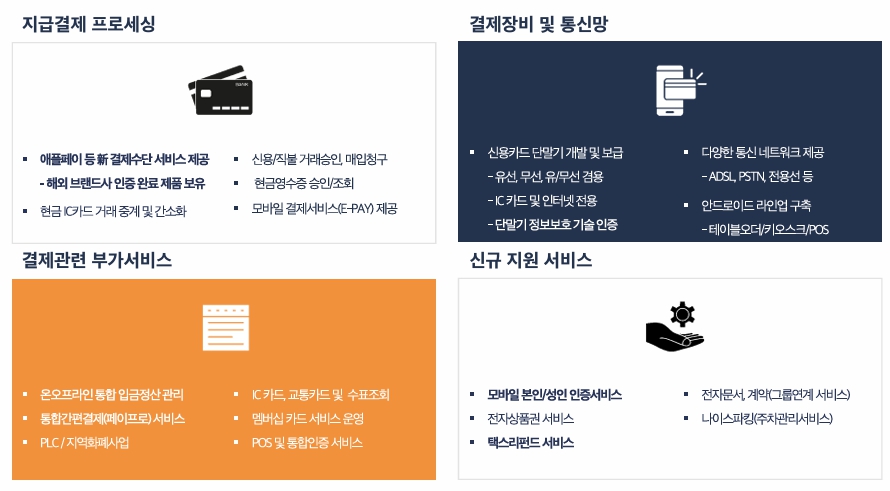 지급결제 프로세싱
BANK
▪ 애플페이 등 新 결제수단 서비스 제공
- 해외 브랜드사 인증 완료 제품 보유
▪ 현금 IC카드 거래 중계 및 간소화
▪ 신용/직불 거래승인, 매입청구
▪ 현금영수증 승인/조회
▪ 모바일 결제서비스(E-PAY) 제공
결제장비 및 통신망
▪ 신용카드 단말기 개발 및 보급
- 유선, 무선, 유/무선 겸용
- IC 카드 및 인터넷 전용
- 단말기 정보보호 기술 인증
▪ 다양한 통신 네트워크 제공
- ADSL, PSTN, 전용선 등
▪ 안드로이드 라인업 구축
- 테이블오더/키오스크/POS
결제관련 부가서비스
▪ 온오프라인 통합 입금정산 관리
▪ 통합간편결제(페이프로) 서비스
▪ PLC / 지역화폐사업
▪ IC 카드, 교통카드 및 수표조회
▪ 멤버십 카드 서비스 운영
▪ POS 및 통합인증 서비스
신규 지원 서비스
▪ 모바일 본인/성인 인증서비스
▪ 전자상품권 서비스
▪ 택스리펀드 서비스
▪ 전자문서, 계약(그룹연계 서비스)
▪ 나이스파킹(주차관리서비스)